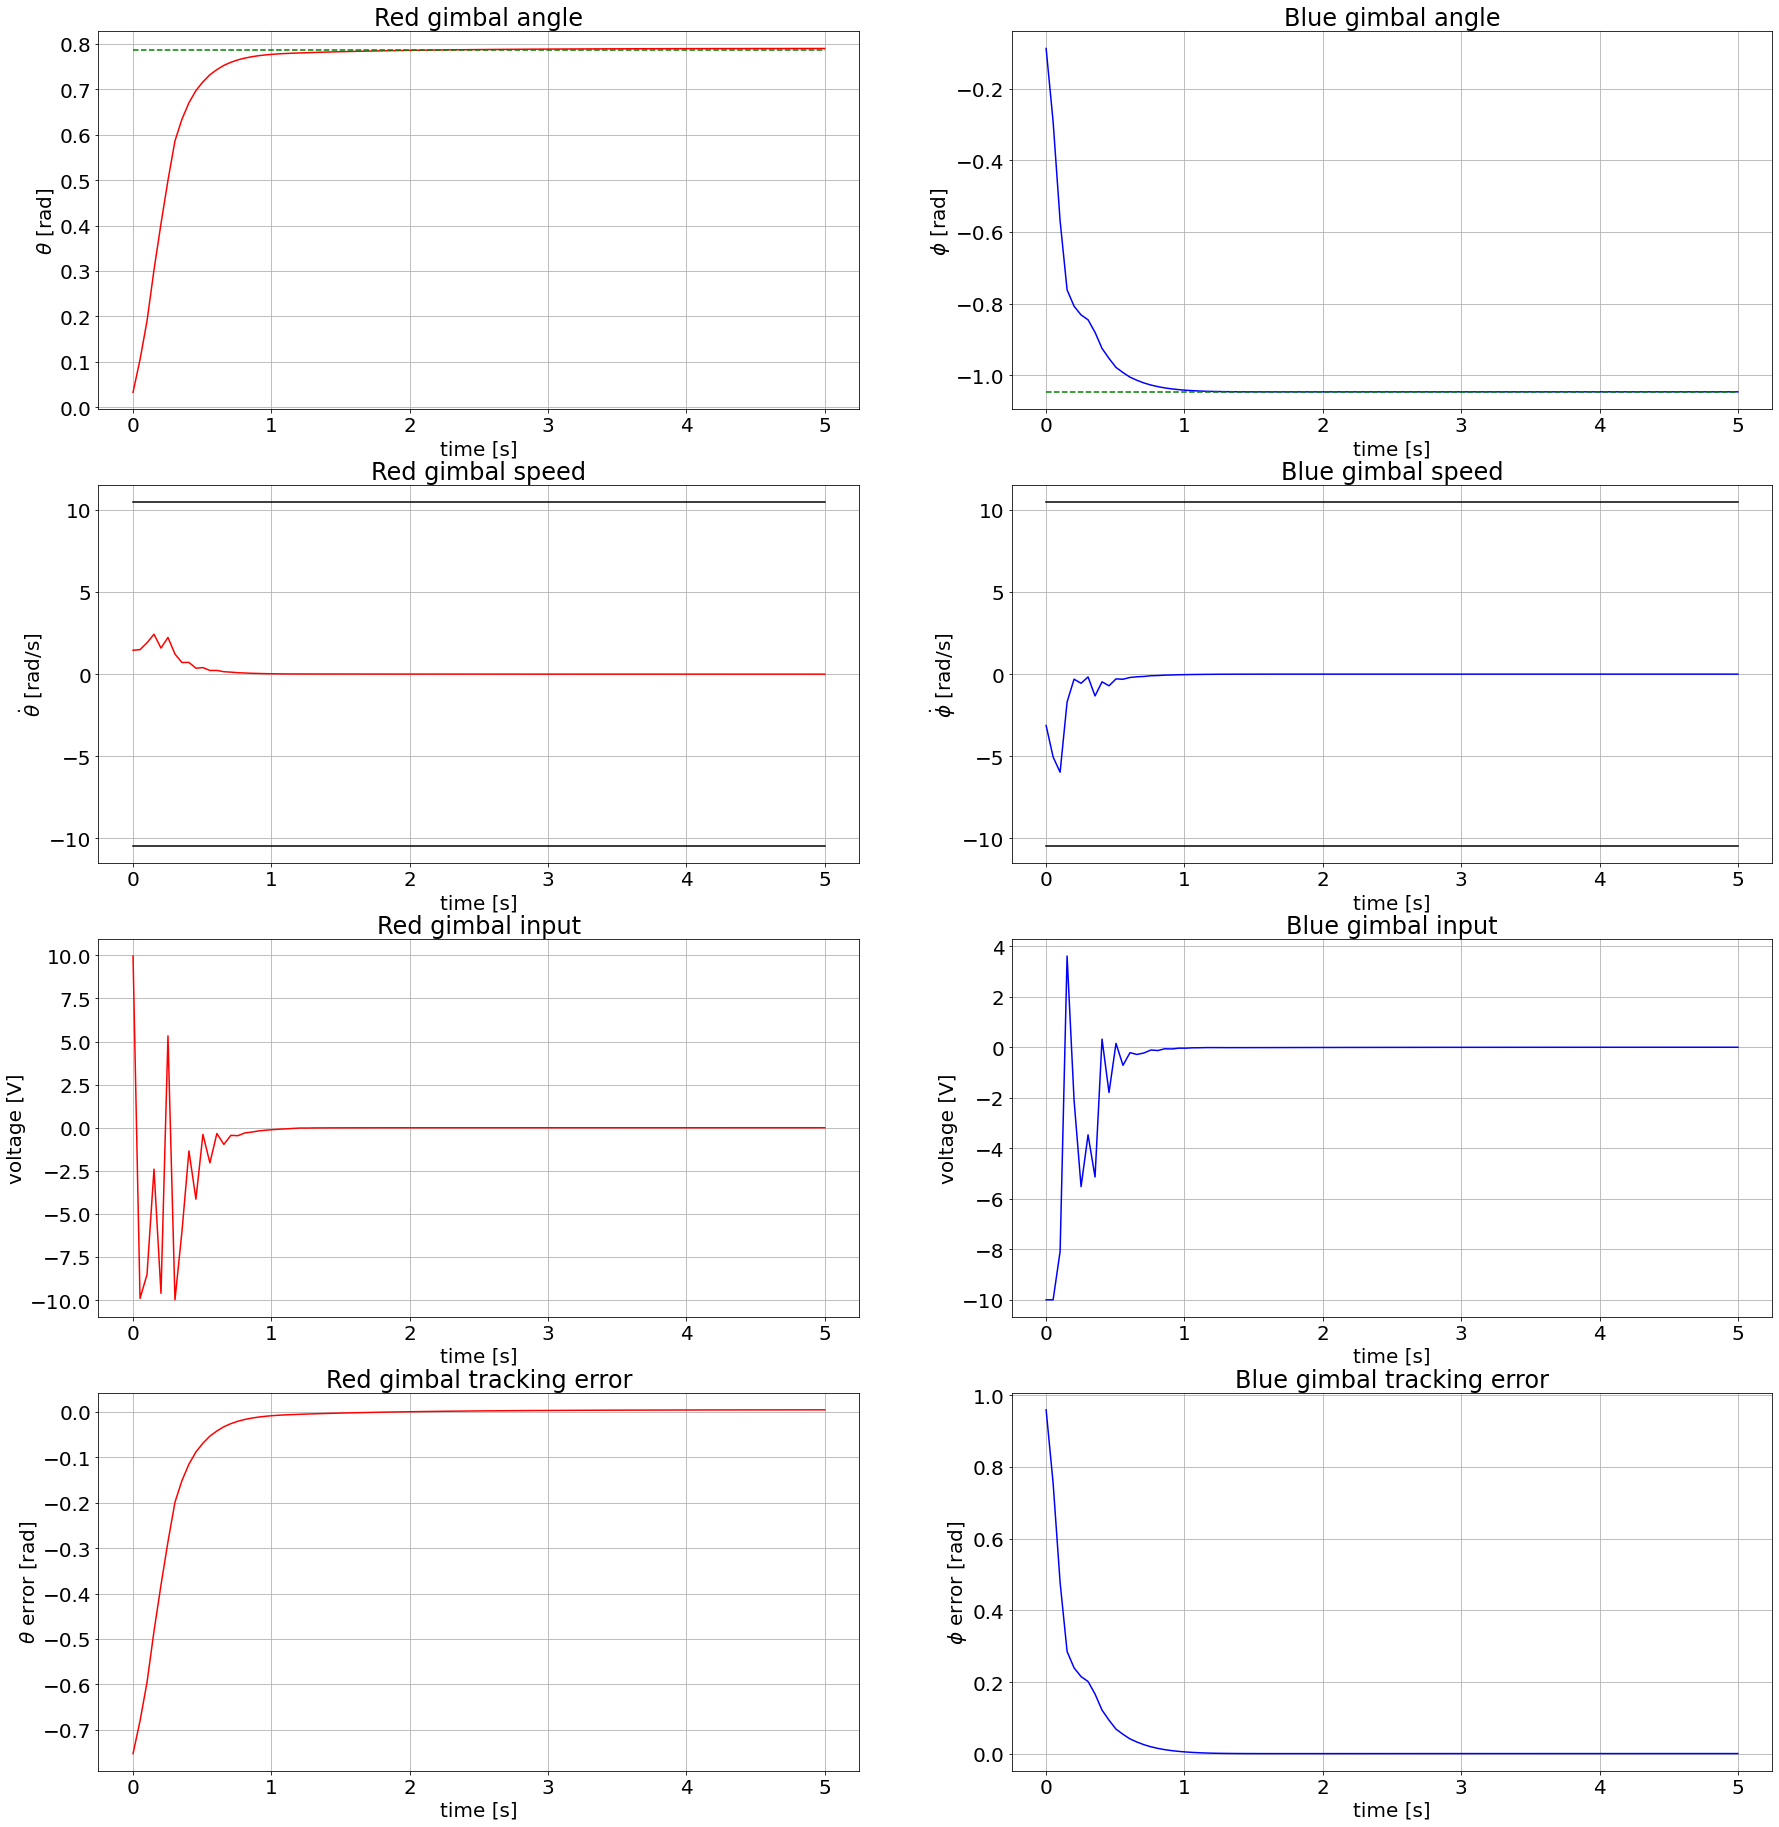 Red gimbal angle
0.8
0.7
0.6
0.5
0.4
0.3
0.2
0.1
0.0
θ [rad]
0 1 2 3 4 5
time [s]
Blue gimbal angle
−0.2
−0.4
−0.6
−0.8
−1.0
ϕ [rad]
0 1 2 3 4 5
time [s]
Red gimbal speed
10
5
0
−5
−10
θ̇ [rad/s]
0 1 2 3 4 5
time [s]
Blue gimbal speed
10
5
0
−5
−10
ϕ̇ [rad/s]
0 1 2 3 4 5
time [s]
Red gimbal input
10.0
7.5
5.0
2.5
0.0
−2.5
−5.0
−7.5
−10.0
voltage [V]
0 1 2 3 4 5
time [s]
Blue gimbal input
4
2
0
−2
−4
−6
−8
−10
voltage [V]
0 1 2 3 4 5
time [s]
Red gimbal tracking error
0.0
−0.1
−0.2
−0.3
−0.4
−0.5
−0.6
−0.7
θ error [rad]
0 1 2 3 4 5
time [s]
Blue gimbal tracking error
1.0
0.8
0.6
0.4
0.2
0.0
ϕ error [rad]
0 1 2 3 4 5
time [s]